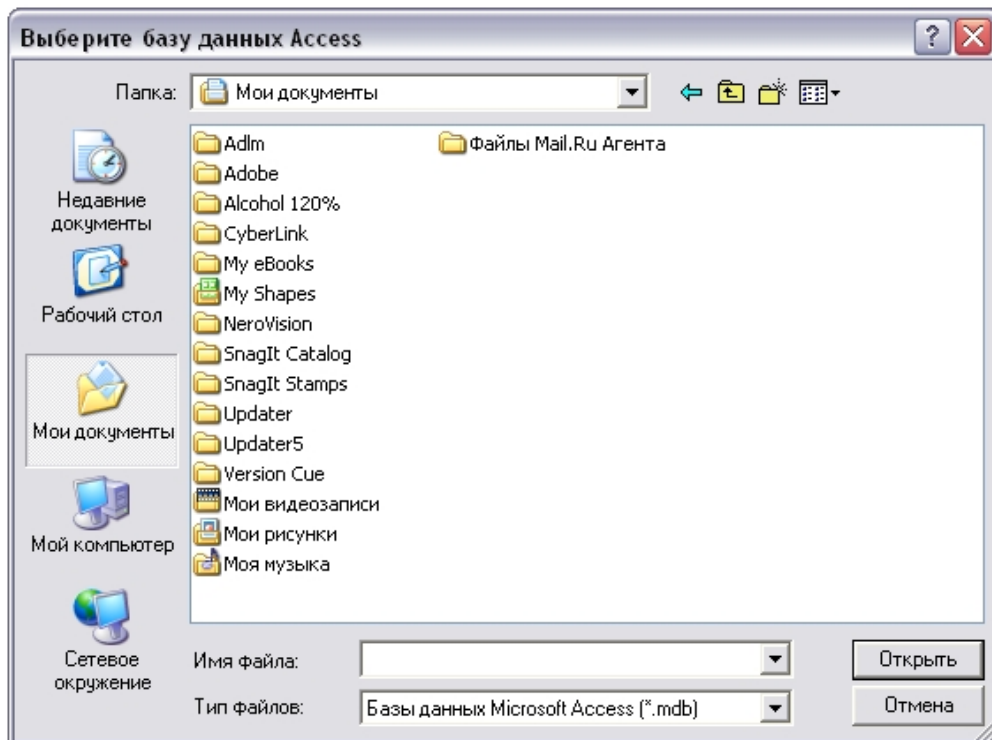 Выберите базу данных Access
Папка:
Мои документы
Недавние
документы
Рабочий стол
Мои документы
Мой компьютер
Сетевое
окружение
Adlm
Adobe
Alcohol 120%
CyberLink
My eBooks
My Shapes
NeroVision
SnagIt Catalog
SnagIt Stamps
Updater
Updater5
Version Cue
Мои видеозаписи
Мои рисунки
Моя музыка
Файлы Mail.Ru Агента
Имя файла:
Открыть
Тип файлов:
Базы данных Microsoft Access (*.mdb)
Отмена